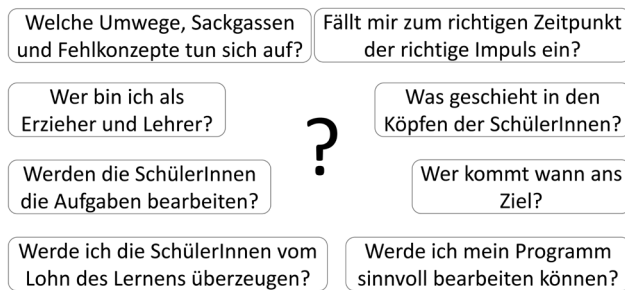 Welche Umwege, Sackgassen
und Fehlkonzepte tun sich auf?
Fällt mir zum richtigen Zeitpunkt
der richtige Impuls ein?
Wer bin ich als
Erzieher und Lehrer?
Was geschieht in den
Köpfen der SchülerInnen?
?
Werden die SchülerInnen
die Aufgaben bearbeiten?
Wer kommt wann ans
Ziel?
Werde ich die SchülerInnen vom
Lohn des Lernens überzeugen?
Werde ich mein Programm
sinnvoll bearbeiten können?